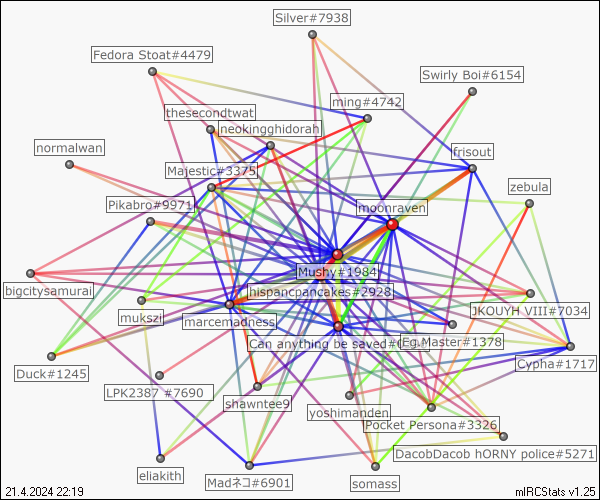 Silver#7938
Fedora Stoat#4479
Swirly Boi#6154
ming#4742
thesecondtwat
neokingghidorah
normalwan
frisout
Majestic#3375
zebula
Pikabro#9971
moonraven
Mushy#1984
bigcitysamurai
hispancpancakes#2928
mukszi
JKOUYH VIII#7034
marcemadness
Can anything be saved#
Eg.Master#1378
Cypha#1717
Duck#1245
LPK2387 #7690
shawntee9
yoshimanden
Pocket Persona#3326
DacobDacob hORNY police#5271
eliakith
Madネコ#6901
somass
21.4.2024 22:19
mIRCStats v1.25